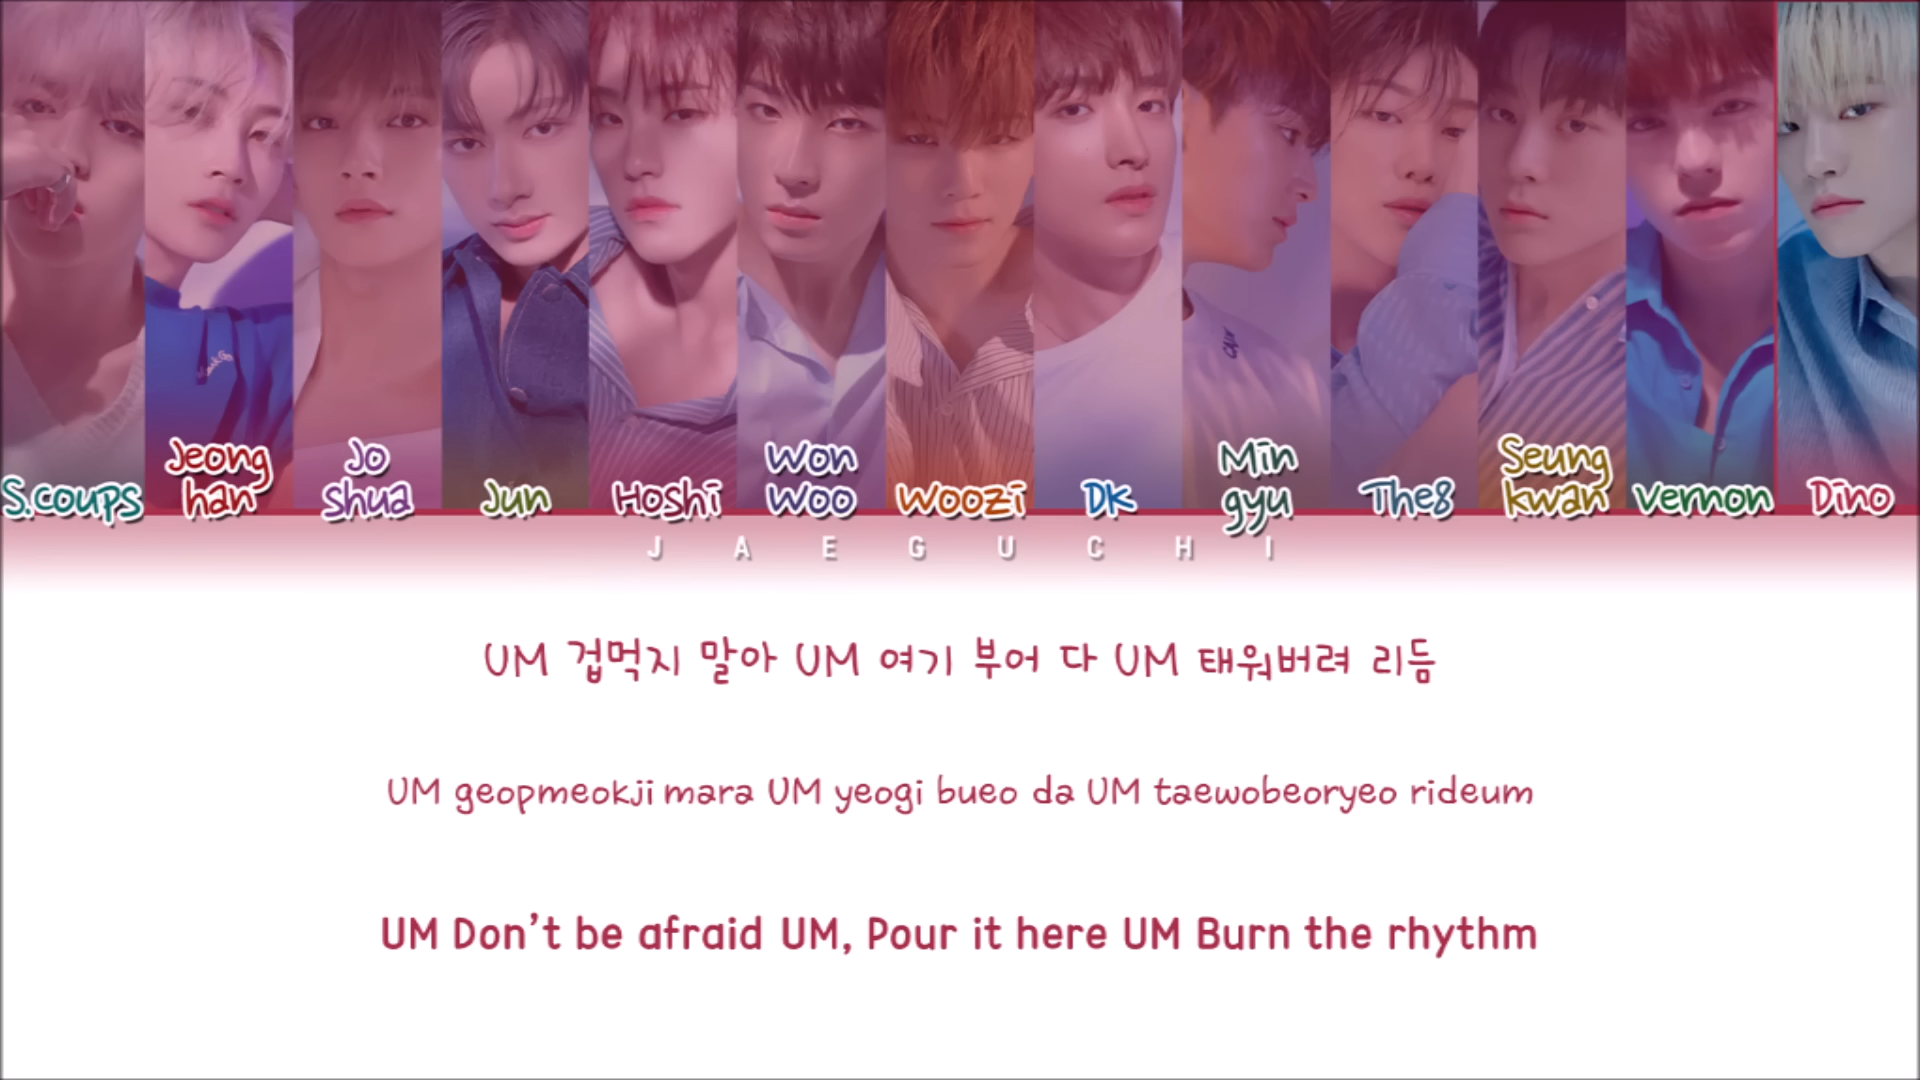 S.coups
Jeong
han
Jo
shua
Jun
Hoshi
Won
Woo
Woozi
DK
Min
gyu
The8
Seung
kwan
Vernon
Dino
JAEGUCHI
UM 겁먹지 말아 UM 여기 부어 다 UM 태워버려 리듬
UM geopmeokji mara UM yeogi bueo da UM taewobeoryeo rideum
UM Don't be afraid UM, Pour it here UM Burn the rhythm